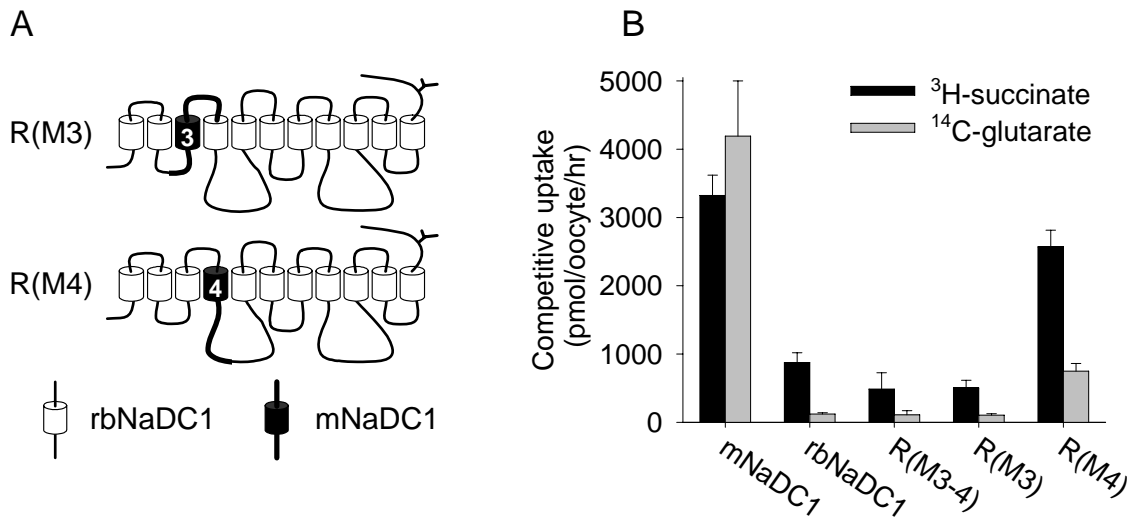 A
R(M3)
3
R(M4)
4
rbNaDC1
mNaDC1
B
Competitive uptake
(pmol/oocyte/hr)
5000
4000
3000
2000
1000
0
³H-succinate
¹⁴C-glutarate
mNaDC1
rbNaDC1
R(M3-4)
R(M3)
R(M4)